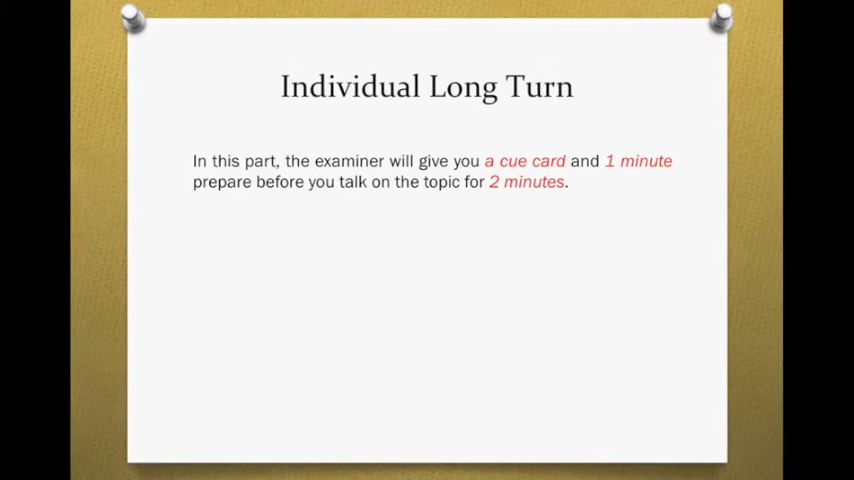 Individual Long Turn
In this part, the examiner will give you a cue card and 1 minute
prepare before you talk on the topic for 2 minutes.